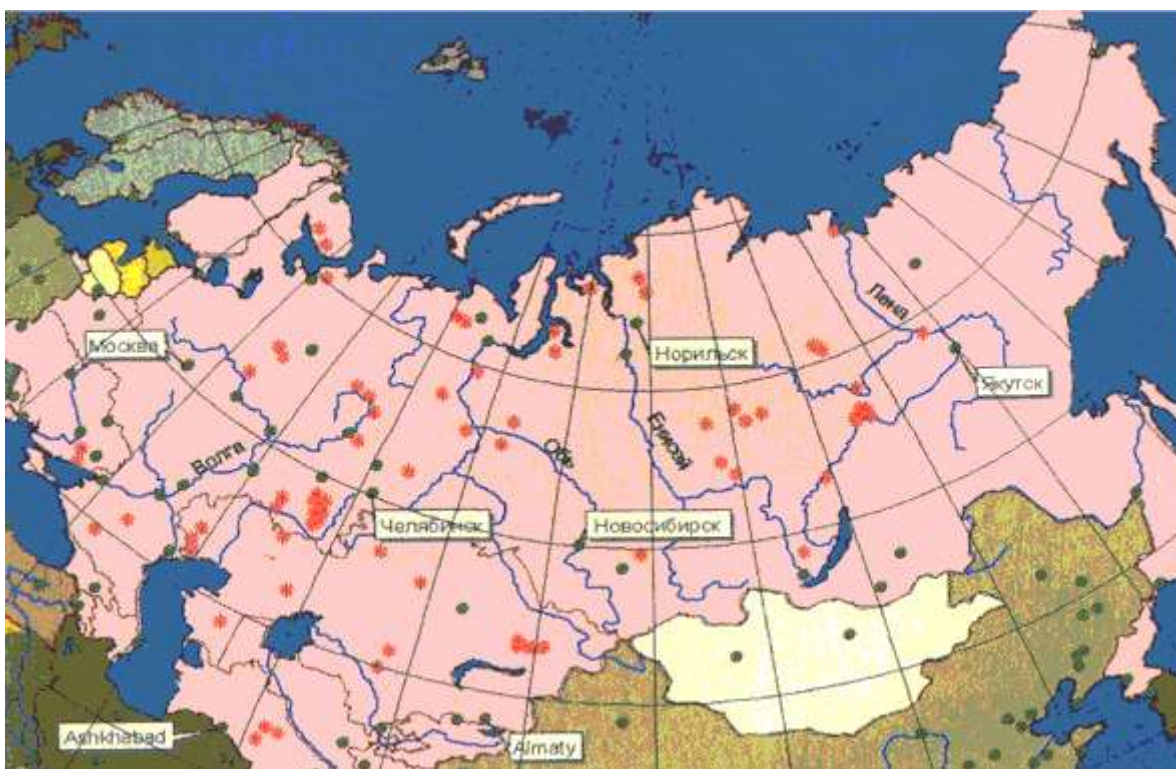 Лена
Москва
Норильск
Якутск
Енисей
Обь
Волга
Челябинск
Новосибирск
Ashkhabad
Almaty